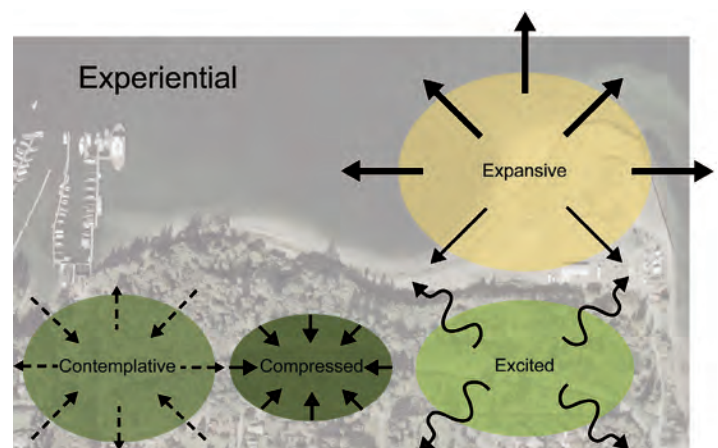 Experiential
Expansive
Contemplative
Compressed
Excited